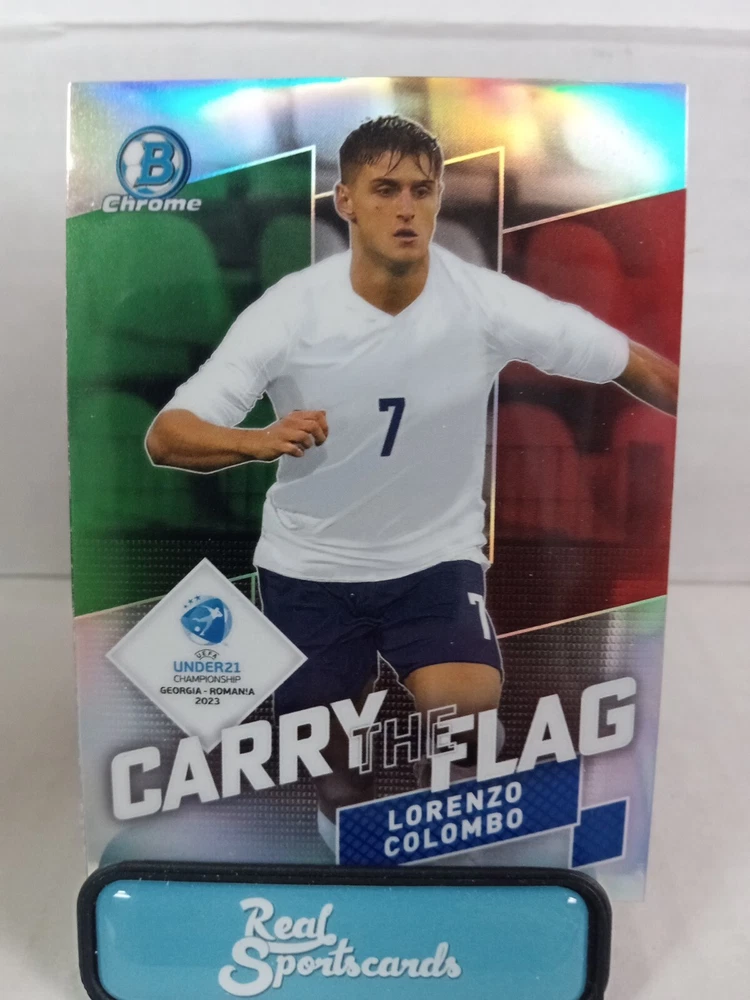 B
Chrome
7
7
UEFA
UNDER21
CHAMPIONSHIP
GEORGIA - ROMANIA
2023
CARRY THE FLAG
LORENZO
COLOMBO
Real
Sportscards